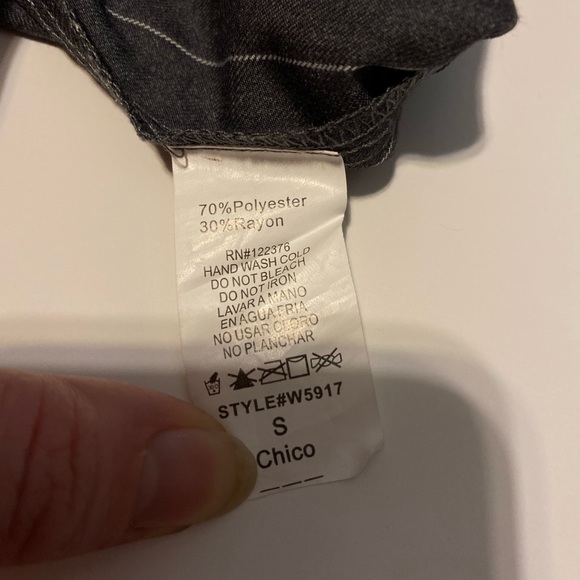 70%Polyester
30%Rayon
RN#122376
HAND WASH COLD
DO NOT BLEACH
DO NOT IRON
LAVAR A MANO
EN AGUA FRIA
NO USAR CLORO
NO PLANCHAR
STYLE#W5917
S
Chico